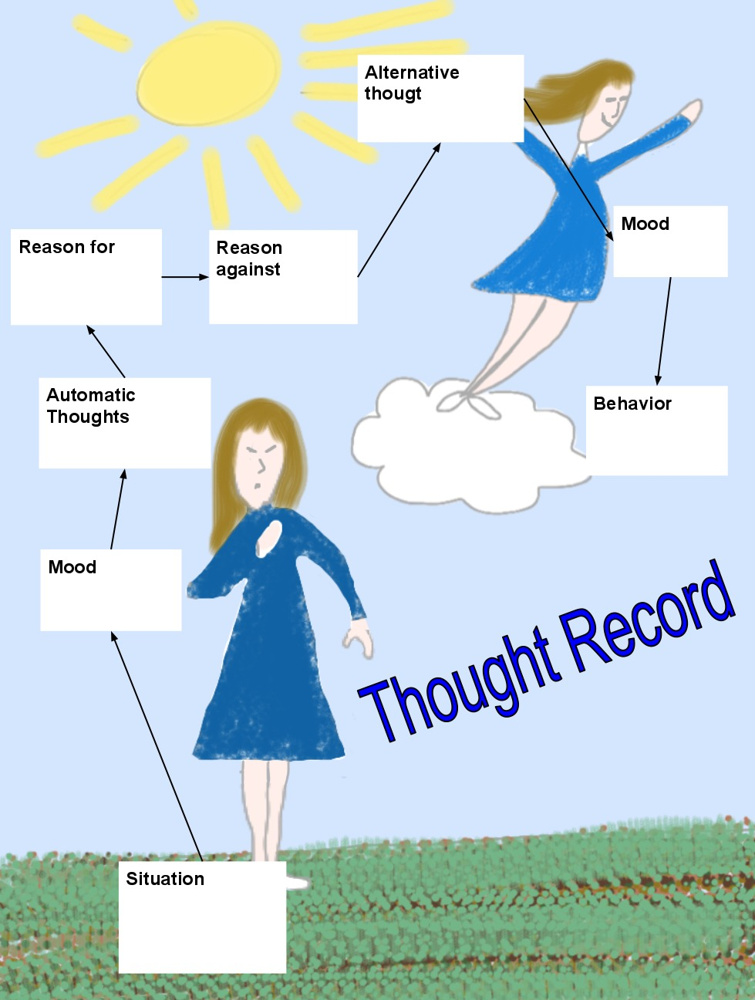 Alternative
thougt
Mood
Reason for
Reason
against
Automatic
Thoughts
Behavior
Mood
Thought Record
Situation